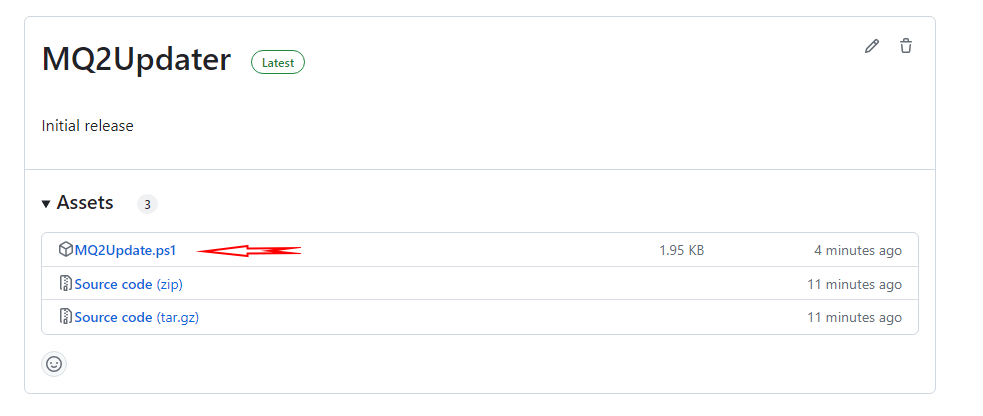 MQ2Updater Latest
Initial release
Assets 3
MQ2Update.ps1 1.95 KB 4 minutes ago
Source code (zip) 11 minutes ago
Source code (tar.gz) 11 minutes ago